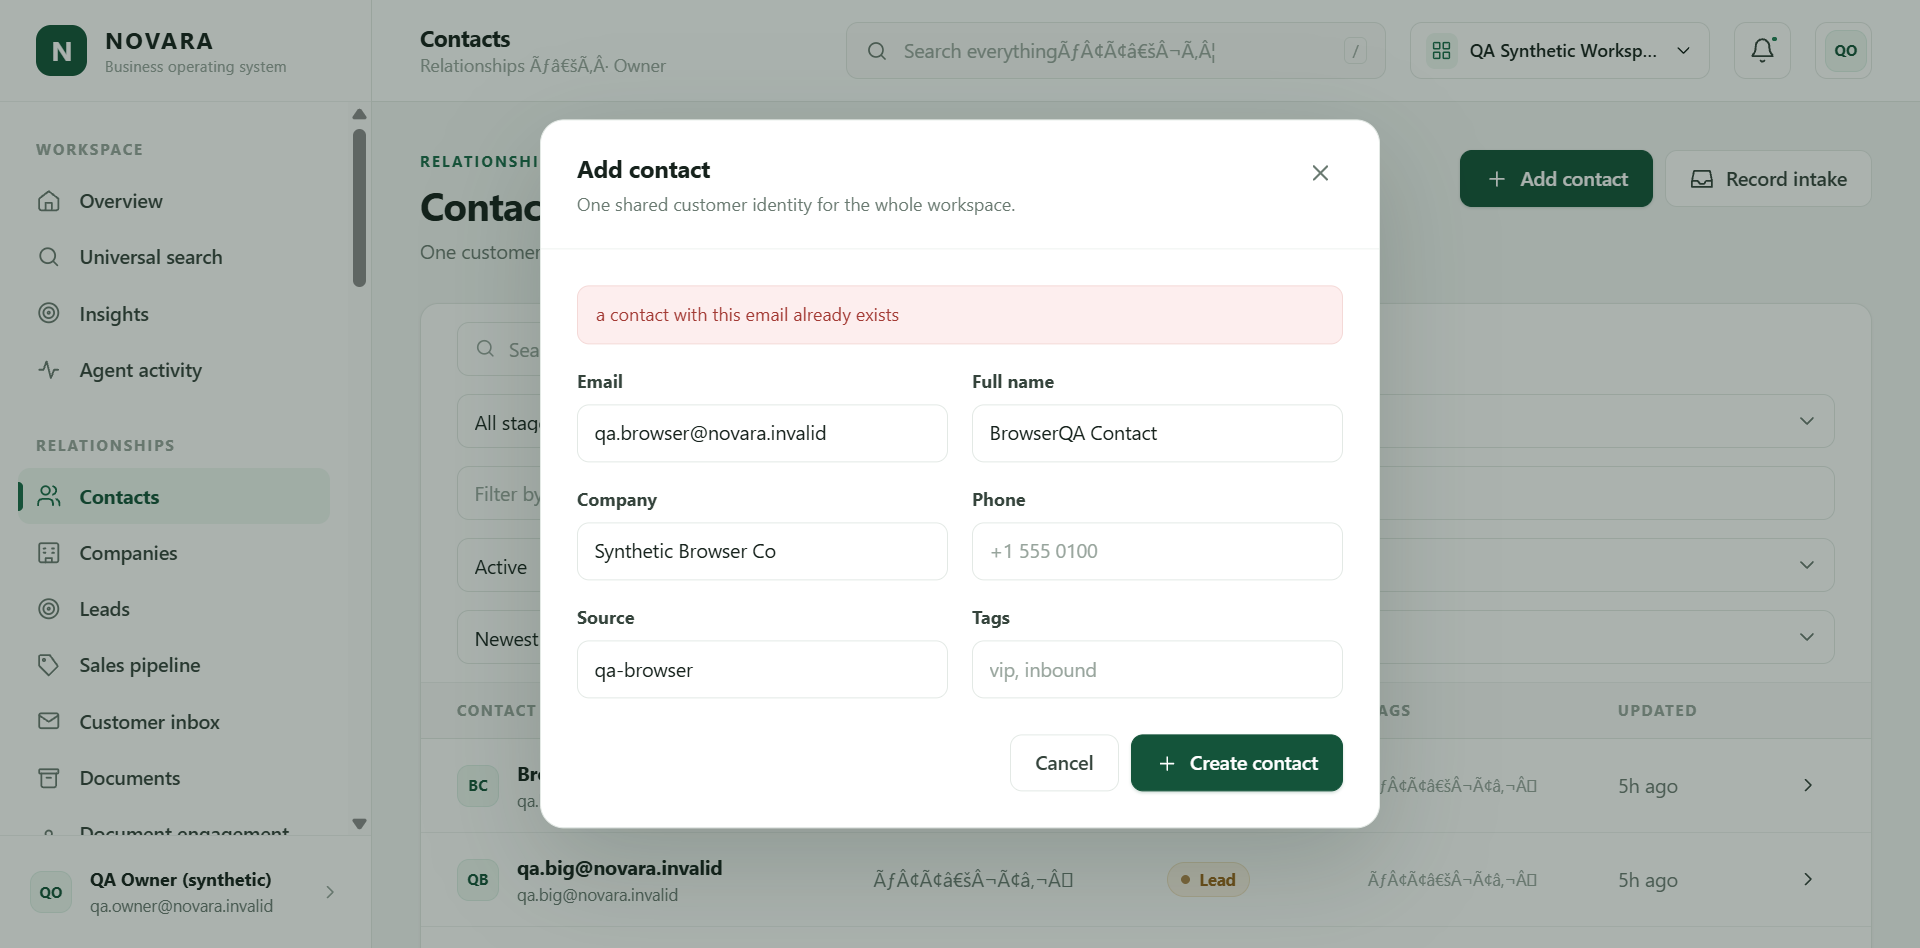 NOVARA
Business operating system
Contacts
Relationships Ãƒâ€šÃ‚Â· Owner
Search everythingÃƒÂ¢Ã¢â€šÂ¬Ã‚Â¦
/
QA Synthetic Worksp...
QO
WORKSPACE
Overview
Universal search
Insights
Agent activity
RELATIONSHIPS
Contacts
Companies
Leads
Sales pipeline
Customer inbox
Documents
Document engagement
QO
QA Owner (synthetic)
qa.owner@novara.invalid
RELATIONSHI
Contac
One customer
Add contact
Record intake
Sea
All stag
Filter by
Active
Newest
CONTACT
AGS
UPDATED
BC
Br
qa.
5h ago
QB
qa.big@novara.invalid
qa.big@novara.invalid
Lead
5h ago
Add contact
One shared customer identity for the whole workspace.
a contact with this email already exists
Email
Full name
qa.browser@novara.invalid
BrowserQA Contact
Company
Phone
Synthetic Browser Co
+1 555 0100
Source
Tags
qa-browser
vip, inbound
Cancel
Create contact